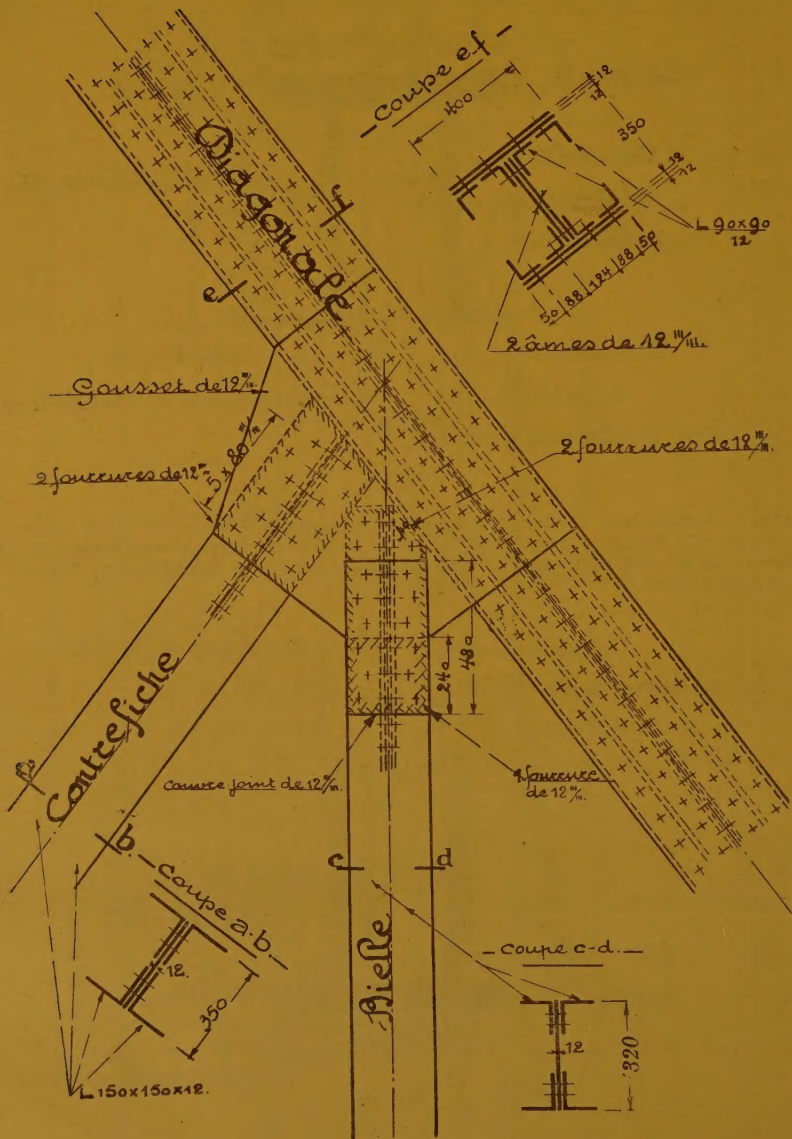 Coupe e f
400
12
12
350
12
12
L 90x90
12
50 88 124 88 50
2 âmes de 12 m/m.
Diagonale
f
e
Gousset de 12 m/m
2 fourrures de 12 m/m
5 x 80 m/m
2 fourrures de 12 m/m.
240
480
Contrefiche
Couvre joint de 12 m/m.
1 fourrure
de 12 m/m.
a
b
Coupe a-b.
12.
350
L 150x150x12.
c
d
Bielle
Coupe c-d.
12
320